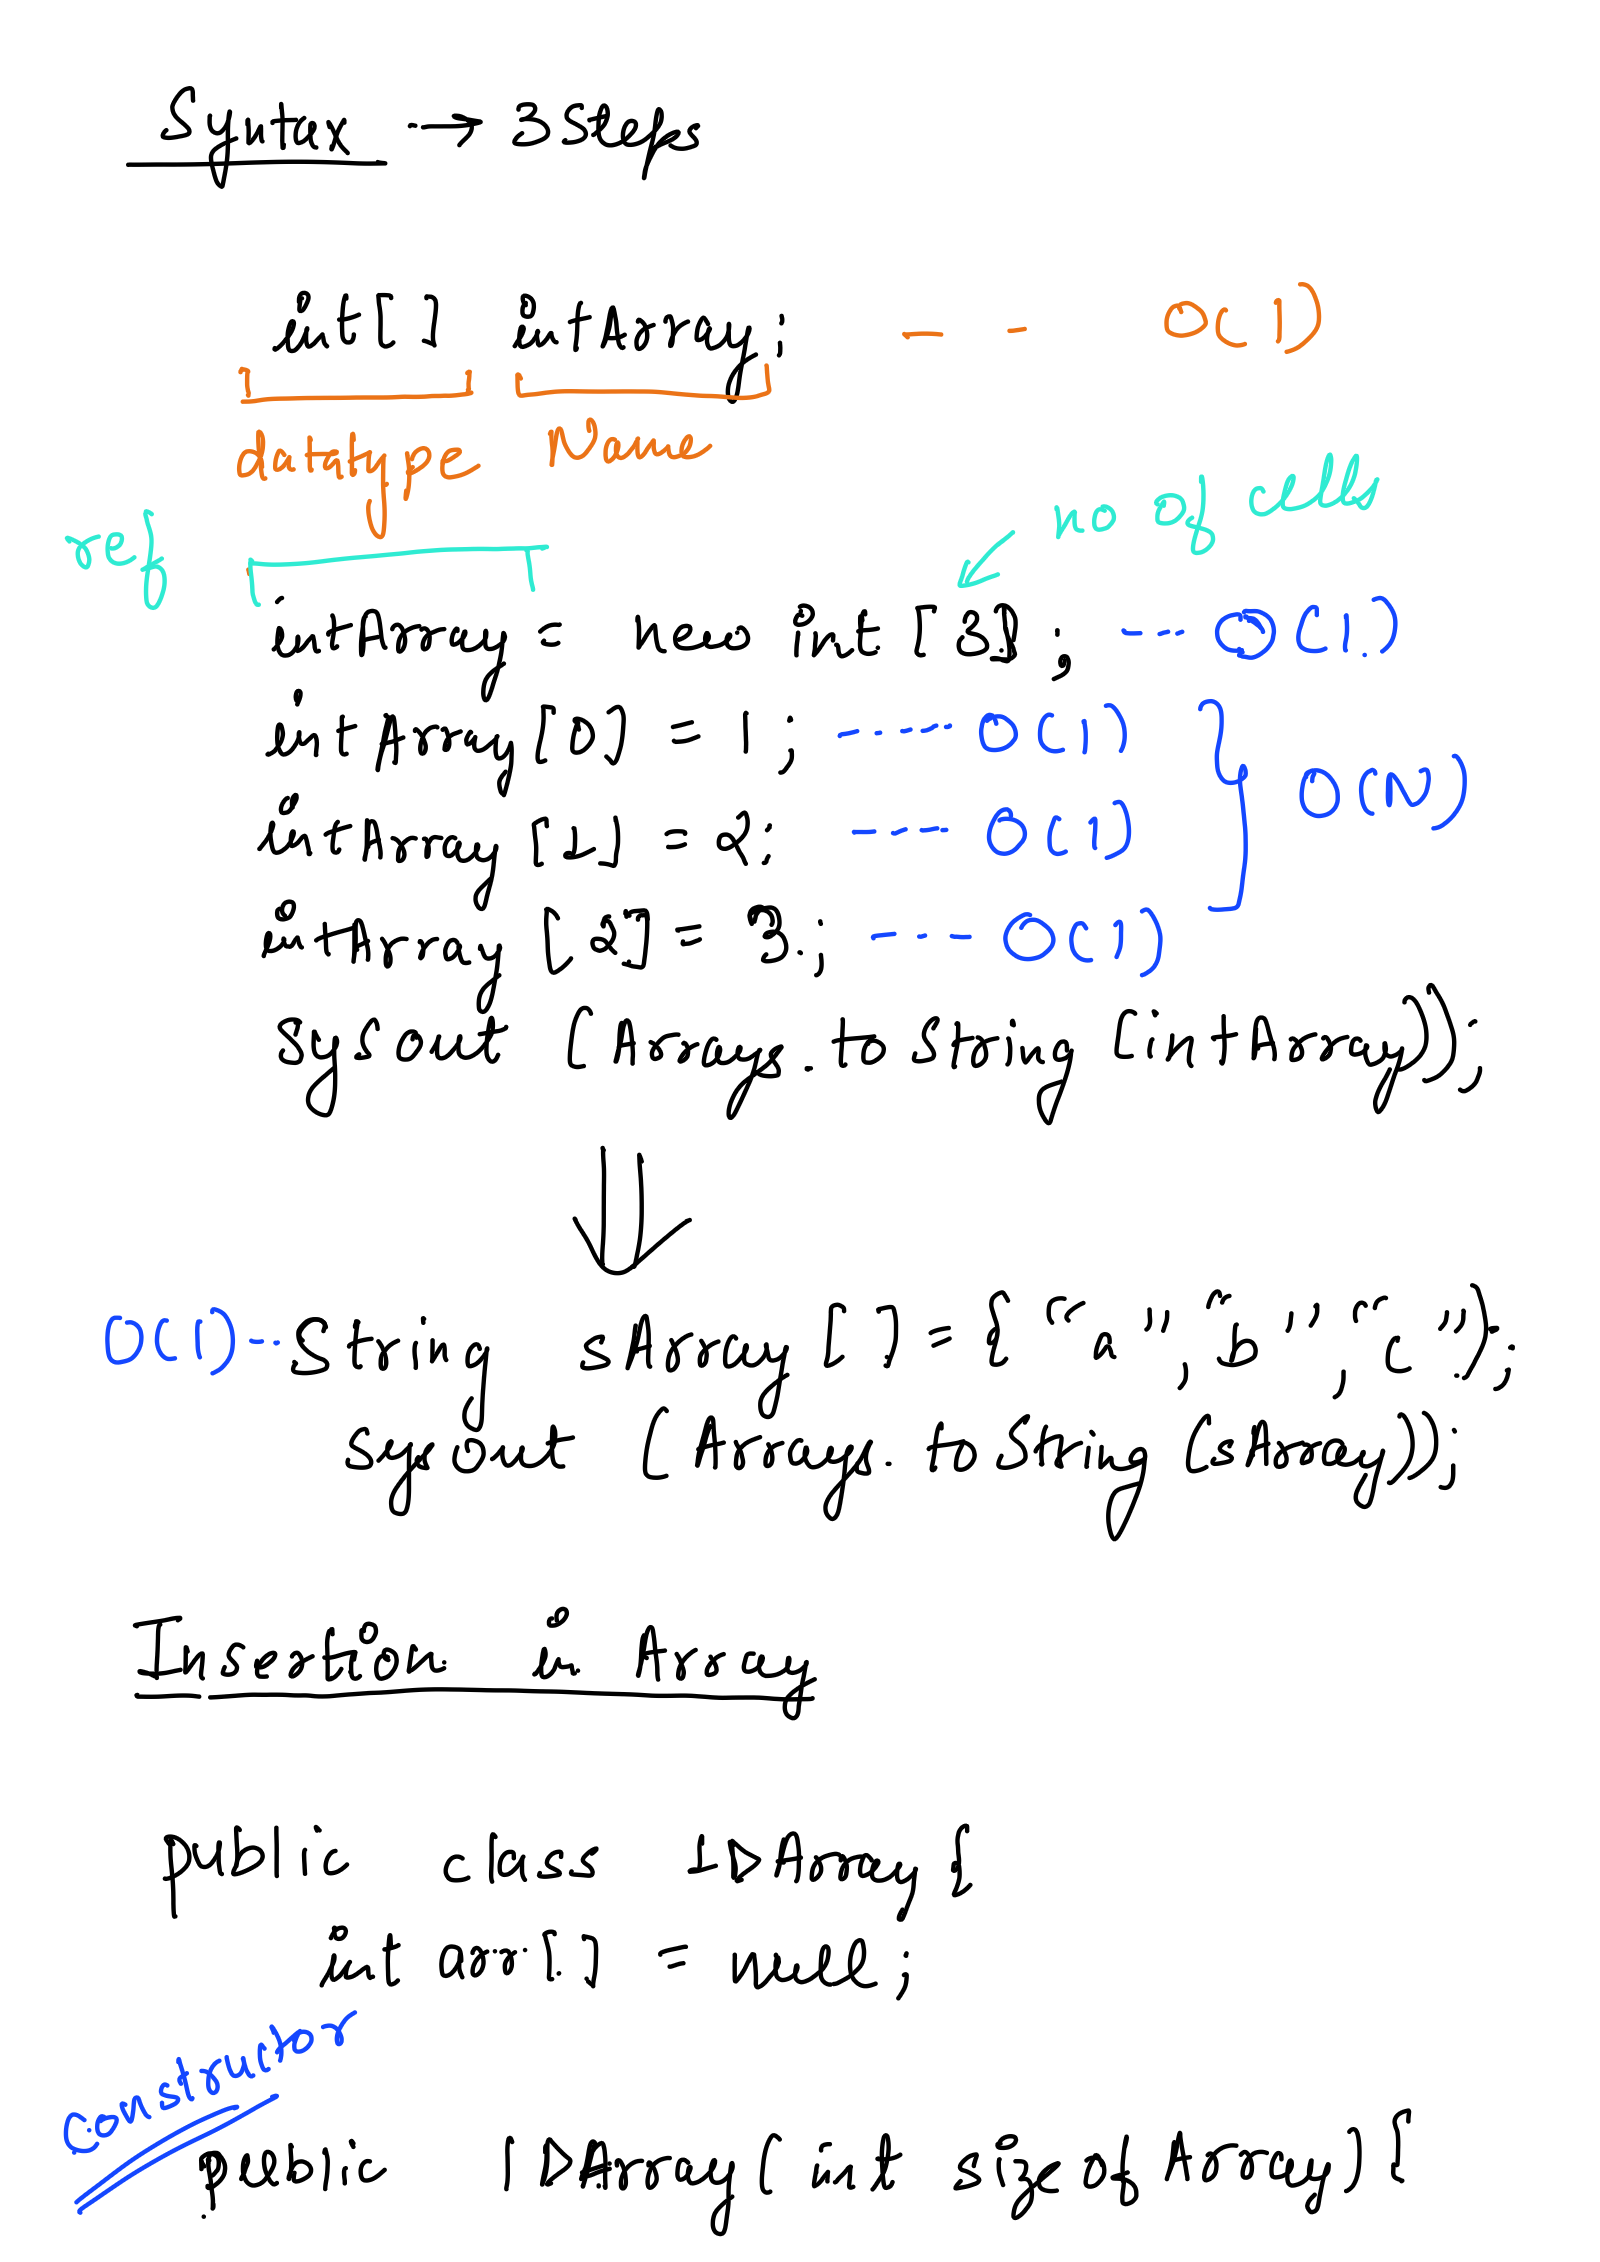 Syntax → 3 Steps
int[] intArray; - - O(1)
datatype Name
ref no of cells
intArray = new int [3]; --- O(1)
intArray[0] = 1; ----- O(1)
O(N)
intArray [1] = 2; ---- O(1)
intArray [2] = 3; ---- O(1)
Sysout (Arrays.toString (intArray));
⇓
O(1)-- String sArray [ ] = { "a", "b", "c" );
Sysout (Arrays.toString (sArray));
Insertion in Array
public class 1DArray{
int arr[] = null;
Constructor
public 1DArray( int sizeofArray) {